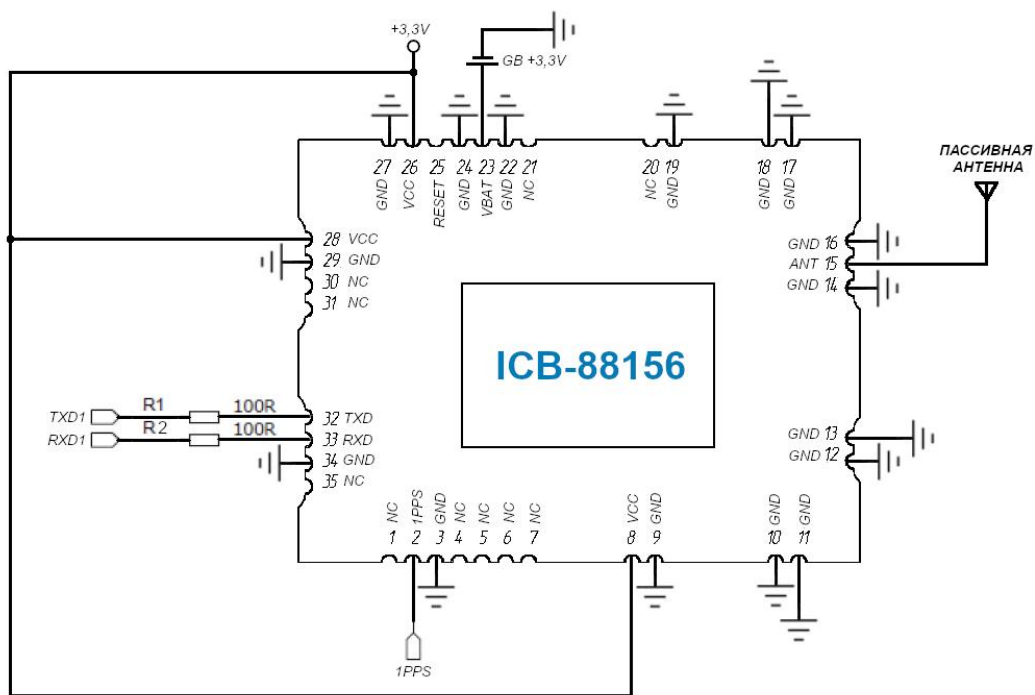 +3,3V
GB +3,3V
ПАССИВНАЯ
АНТЕННА
27 26 25 24 23 22 21
GND VCC RESET GND VBAT GND NC
20 19
NC GND
18 17
GND GND
28 VCC
29 GND
30 NC
31 NC
GND 16
ANT 15
GND 14
ICB-88156
TXD1 R1 100R 32 TXD
RXD1 R2 100R 33 RXD
34 GND
35 NC
GND 13
GND 12
NC 1PPS GND NC NC NC NC
1 2 3 4 5 6 7
VCC GND
8 9
GND GND
10 11
1PPS